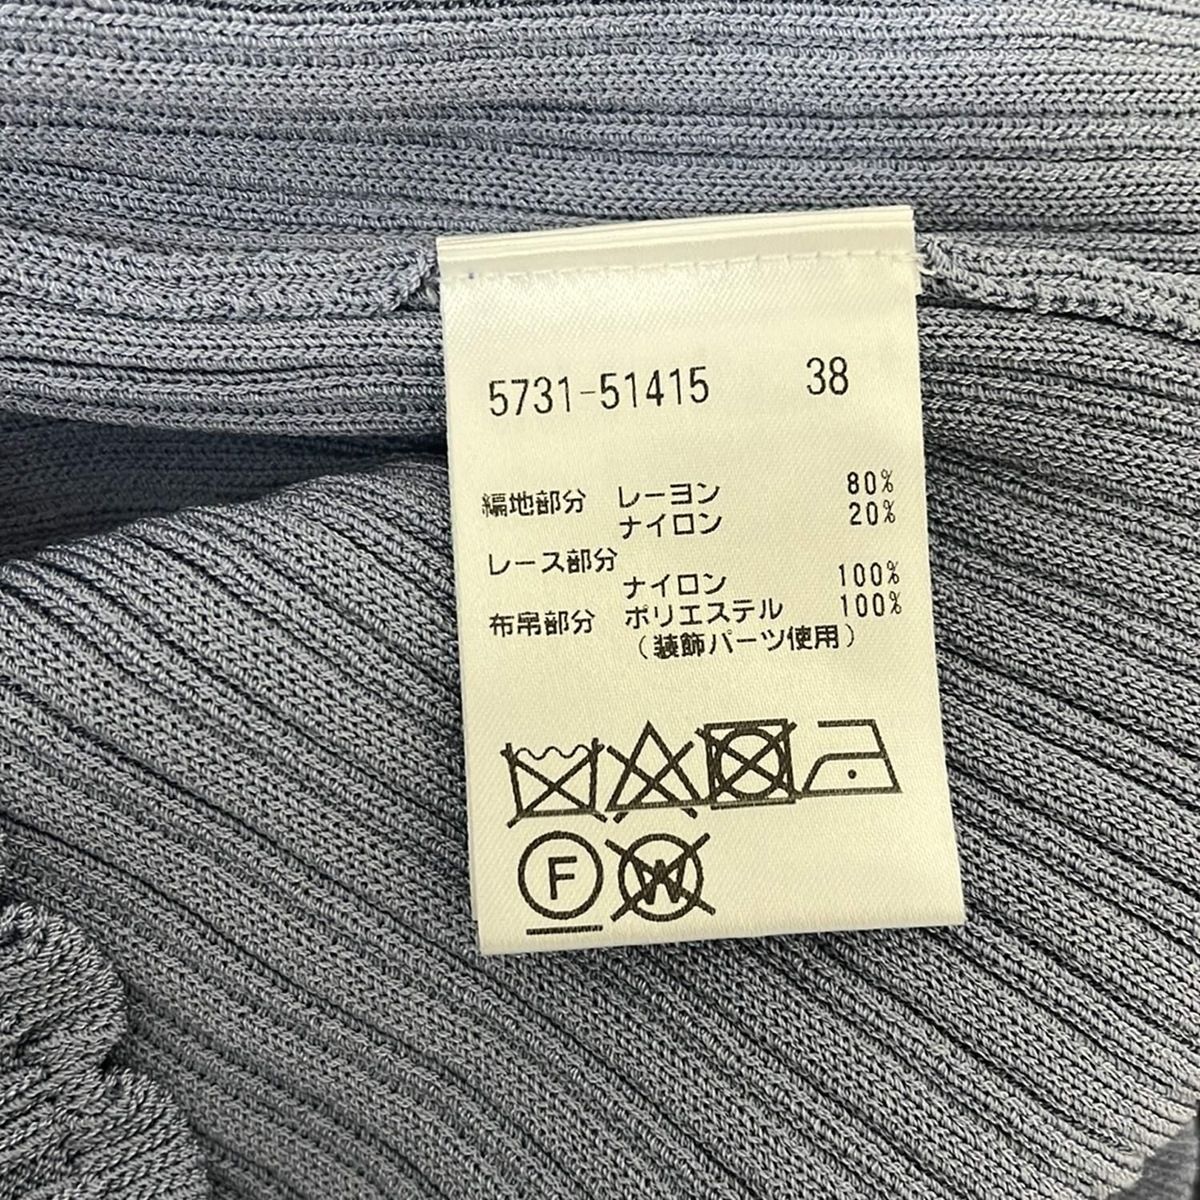 5731-51415 38
編地部分 レーヨン 80%
ナイロン 20%
レース部分
ナイロン 100%
布帛部分 ポリエステル 100%
(装飾パーツ使用)
F W